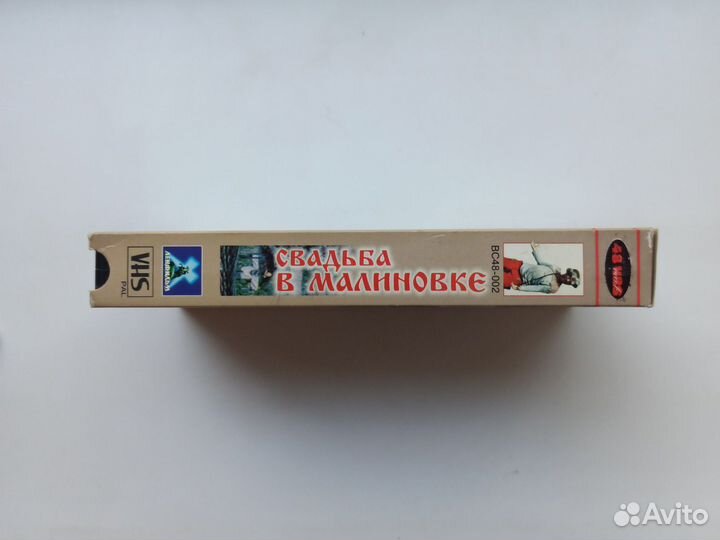 СВАДЬБА
В МАЛИНОВКЕ
ВС48-002
VHS
PAL
Avito